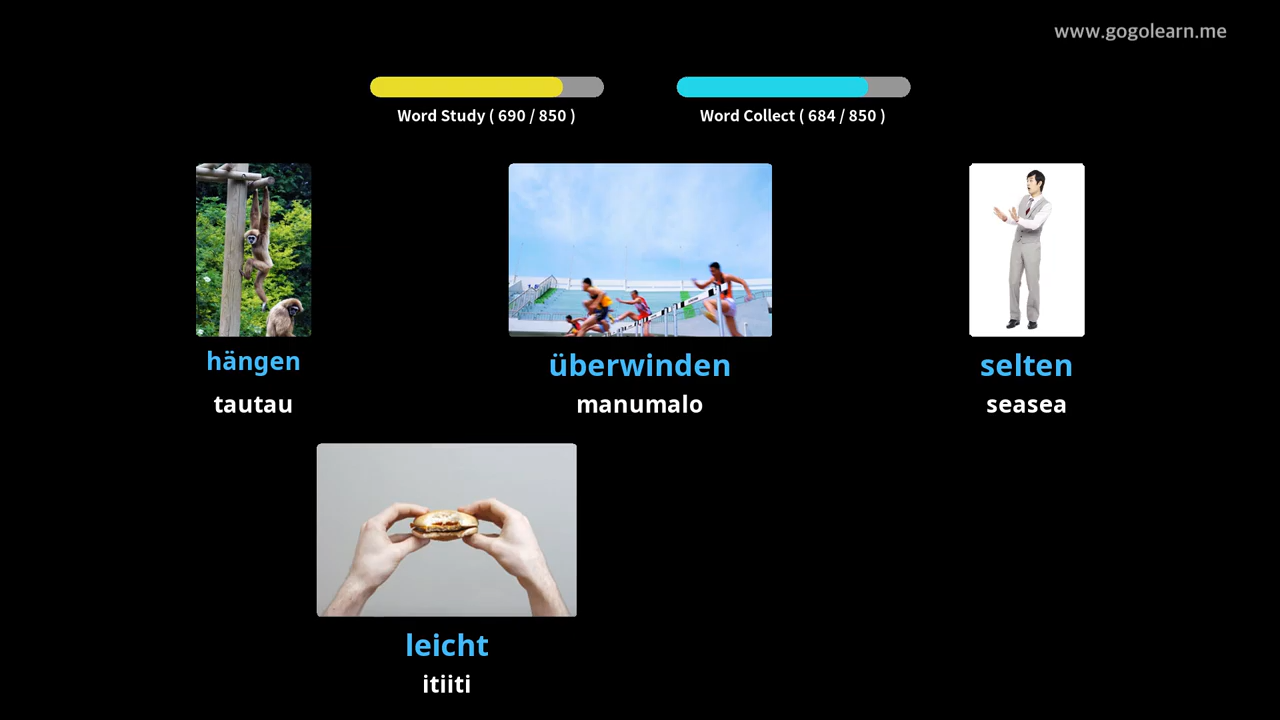 www.gogolearn.me
Word Study ( 690 / 850 )
Word Collect ( 684 / 850 )
hängen
tautau
überwinden
manumalo
selten
seasea
leicht
itiiti